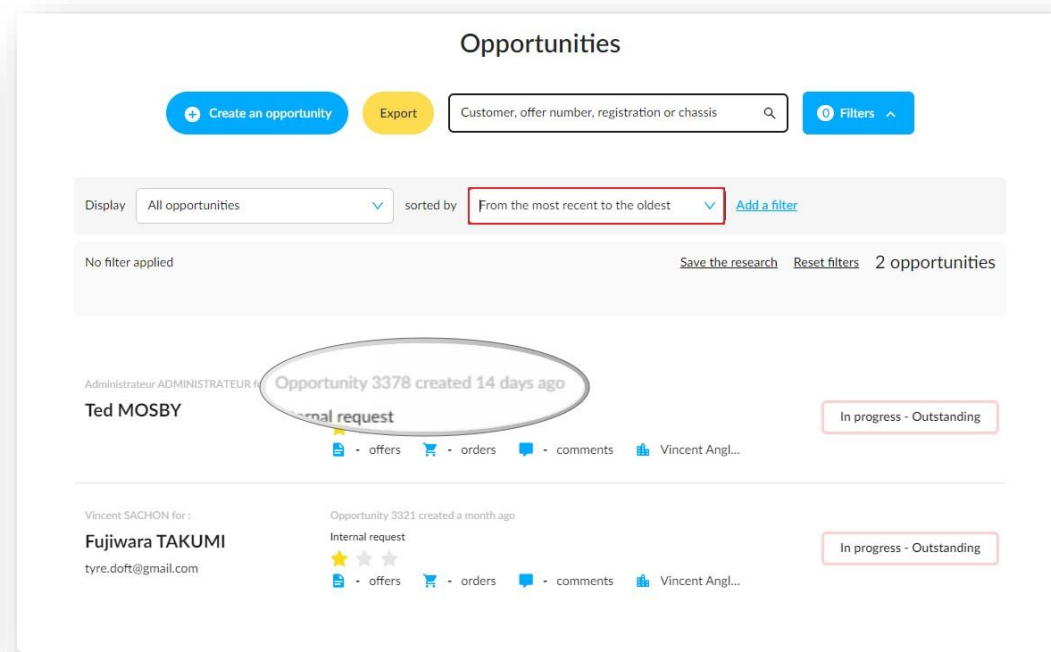 Opportunities
Create an opportunity Export Customer, offer number, registration or chassis 0 Filters
Display All opportunities sorted by From the most recent to the oldest Add a filter
No filter applied Save the research Reset filters 2 opportunities
Administrateur ADMINISTRATEUR Opportunity 3378 created 14 days ago
Ted MOSBY request In progress - Outstanding
- offers - orders - comments Vincent Angl...
Vincent SACHON for : Opportunity 3321 created a month ago
Fujiwara TAKUMI Internal request In progress - Outstanding
tyre.doft@gmail.com
- offers - orders - comments Vincent Angl...